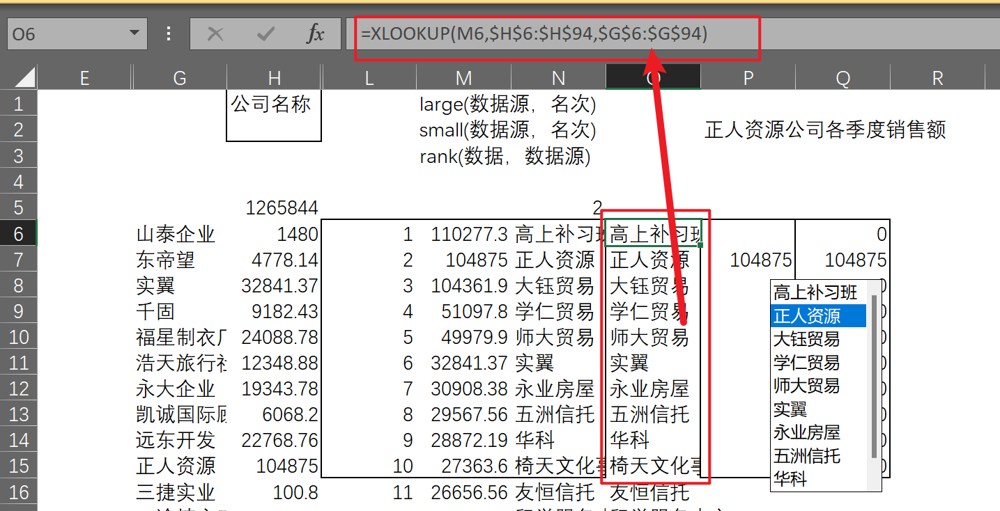 O6 fx =XLOOKUP(M6,$H$6:$H$94,$G$6:$G$94)
E G H L M N O P Q R
1 公司名称 large(数据源，名次)
2 small(数据源，名次) 正人资源公司各季度销售额
3 rank(数据，数据源)
4
5 1265844 2
6 山泰企业 1480 1 110277.3 高上补习班 高上补习班 0
7 东帝望 4778.14 2 104875 正人资源 正人资源 104875 104875
8 实翼 32841.37 3 104361.9 大钰贸易 大钰贸易 0
9 千固 9182.43 4 51097.8 学仁贸易 学仁贸易 0
10 福星制衣厂 24088.78 5 49979.9 师大贸易 师大贸易 0
11 浩天旅行社 12348.88 6 32841.37 实翼 实翼 0
12 永大企业 19343.78 7 30908.38 永业房屋 永业房屋 0
13 凯诚国际顾 6068.2 8 29567.56 五洲信托 五洲信托 0
14 远东开发 22768.76 9 28872.19 华科 华科 0
15 正人资源 104875 10 27363.6 椅天文化事 椅天文化事 0
16 三捷实业 100.8 11 26656.56 友恒信托 友恒信托
高上补习班
正人资源
大钰贸易
学仁贸易
师大贸易
实翼
永业房屋
五洲信托
华科